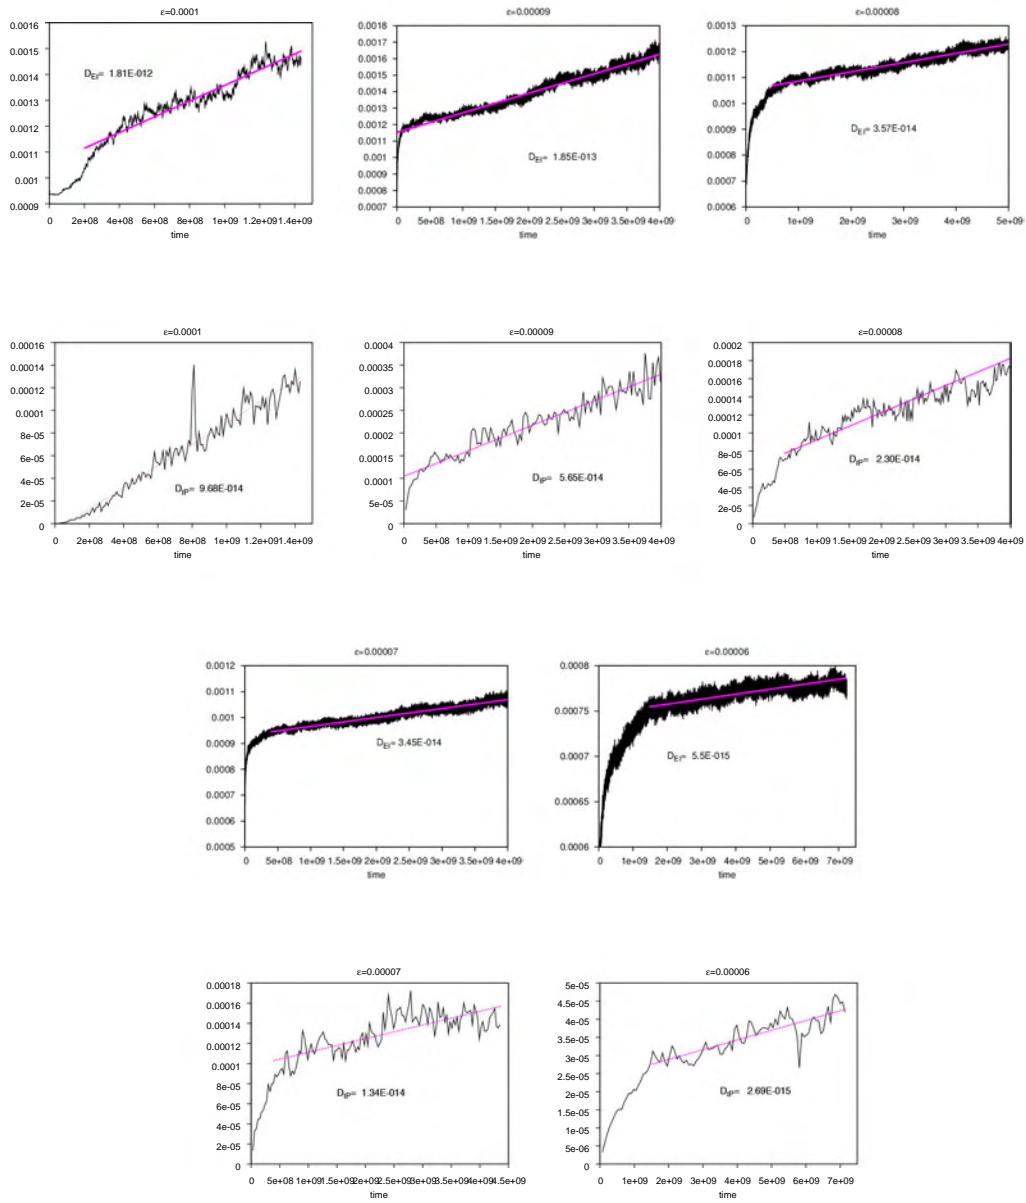 ε=0.0001
0.0016
0.0015
0.0014
0.0013
0.0012
0.0011
0.001
0.0009
D_EI= 1.81E-012
0 2e+08 4e+08 6e+08 8e+08 1e+09 1.2e+09 1.4e+09
time
ε=0.00009
0.0018
0.0017
0.0016
0.0015
0.0014
0.0013
0.0012
0.0011
0.001
0.0009
0.0008
0.0007
D_EI= 1.85E-013
0 5e+08 1e+09 1.5e+09 2e+09 2.5e+09 3e+09 3.5e+09 4e+09
time
ε=0.00008
0.0013
0.0012
0.0011
0.001
0.0009
0.0008
0.0007
0.0006
D_EI= 3.57E-014
0 1e+09 2e+09 3e+09 4e+09 5e+09
time
ε=0.0001
0.00016
0.00014
0.00012
0.0001
8e-05
6e-05
4e-05
2e-05
0
D_IP= 9.68E-014
0 2e+08 4e+08 6e+08 8e+08 1e+09 1.2e+09 1.4e+09
time
ε=0.00009
0.0004
0.00035
0.0003
0.00025
0.0002
0.00015
0.0001
5e-05
0
D_IP= 5.65E-014
0 5e+08 1e+09 1.5e+09 2e+09 2.5e+09 3e+09 3.5e+09 4e+09
time
ε=0.00008
0.0002
0.00018
0.00016
0.00014
0.00012
0.0001
8e-05
6e-05
4e-05
2e-05
0
D_IP= 2.30E-014
0 5e+08 1e+09 1.5e+09 2e+09 2.5e+09 3e+09 3.5e+09 4e+09
time
ε=0.00007
0.0012
0.0011
0.001
0.0009
0.0008
0.0007
0.0006
0.0005
D_EI= 3.45E-014
0 5e+08 1e+09 1.5e+09 2e+09 2.5e+09 3e+09 3.5e+09 4e+09
time
ε=0.00006
0.0008
0.00075
0.0007
0.00065
0.0006
D_EI= 5.5E-015
0 1e+09 2e+09 3e+09 4e+09 5e+09 6e+09 7e+09
time
ε=0.00007
0.00018
0.00016
0.00014
0.00012
0.0001
8e-05
6e-05
4e-05
2e-05
0
D_IP= 1.34E-014
0 5e+08 1e+09 1.5e+09 2e+09 2.5e+09 3e+09 3.5e+09 4e+09 4.5e+09
time
ε=0.00006
5e-05
4.5e-05
4e-05
3.5e-05
3e-05
2.5e-05
2e-05
1.5e-05
1e-05
5e-06
0
D_IP= 2.69E-015
0 1e+09 2e+09 3e+09 4e+09 5e+09 6e+09 7e+09
time